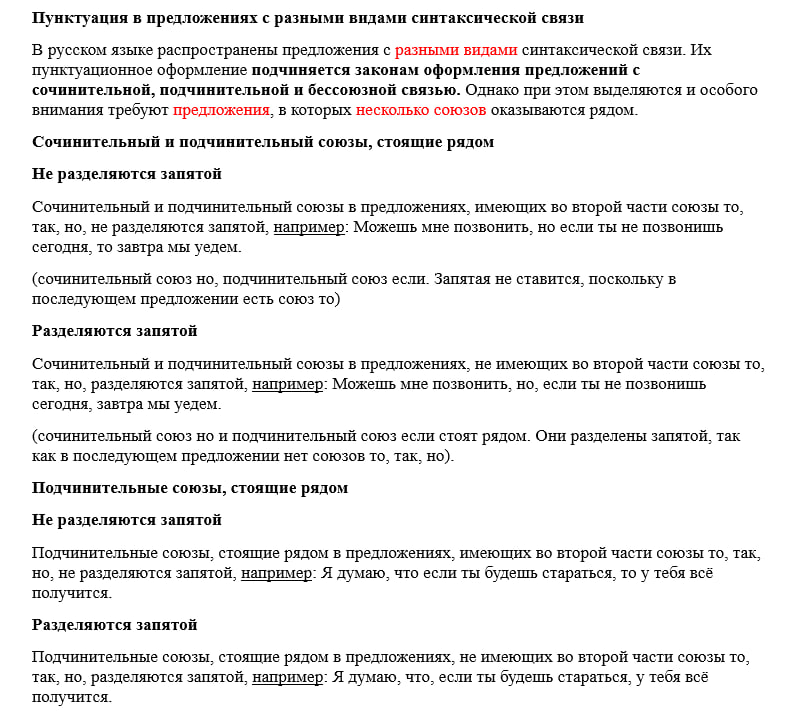 Пунктуация в предложениях с разными видами синтаксической связи
В русском языке распространены предложения с разными видами синтаксической связи. Их
пунктуационное оформление подчиняется законам оформления предложений с
сочинительной, подчинительной и бессоюзной связью. Однако при этом выделяются и особого
внимания требуют предложения, в которых несколько союзов оказываются рядом.
Сочинительный и подчинительный союзы, стоящие рядом
Не разделяются запятой
Сочинительный и подчинительный союзы в предложениях, имеющих во второй части союзы то,
так, но, не разделяются запятой, например: Можешь мне позвонить, но если ты не позвонишь
сегодня, то завтра мы уедем.
(сочинительный союз но, подчинительный союз если. Запятая не ставится, поскольку в
последующем предложении есть союз то)
Разделяются запятой
Сочинительный и подчинительный союзы в предложениях, не имеющих во второй части союзы то,
так, но, разделяются запятой, например: Можешь мне позвонить, но, если ты не позвонишь
сегодня, завтра мы уедем.
(сочинительный союз но и подчинительный союз если стоят рядом. Они разделены запятой, так
как в последующем предложении нет союзов то, так, но).
Подчинительные союзы, стоящие рядом
Не разделяются запятой
Подчинительные союзы, стоящие рядом в предложениях, имеющих во второй части союзы то, так,
но, не разделяются запятой, например: Я думаю, что если ты будешь стараться, то у тебя всё
получится.
Разделяются запятой
Подчинительные союзы, стоящие рядом в предложениях, не имеющих во второй части союзы то,
так, но, разделяются запятой, например: Я думаю, что, если ты будешь стараться, у тебя всё
получится.